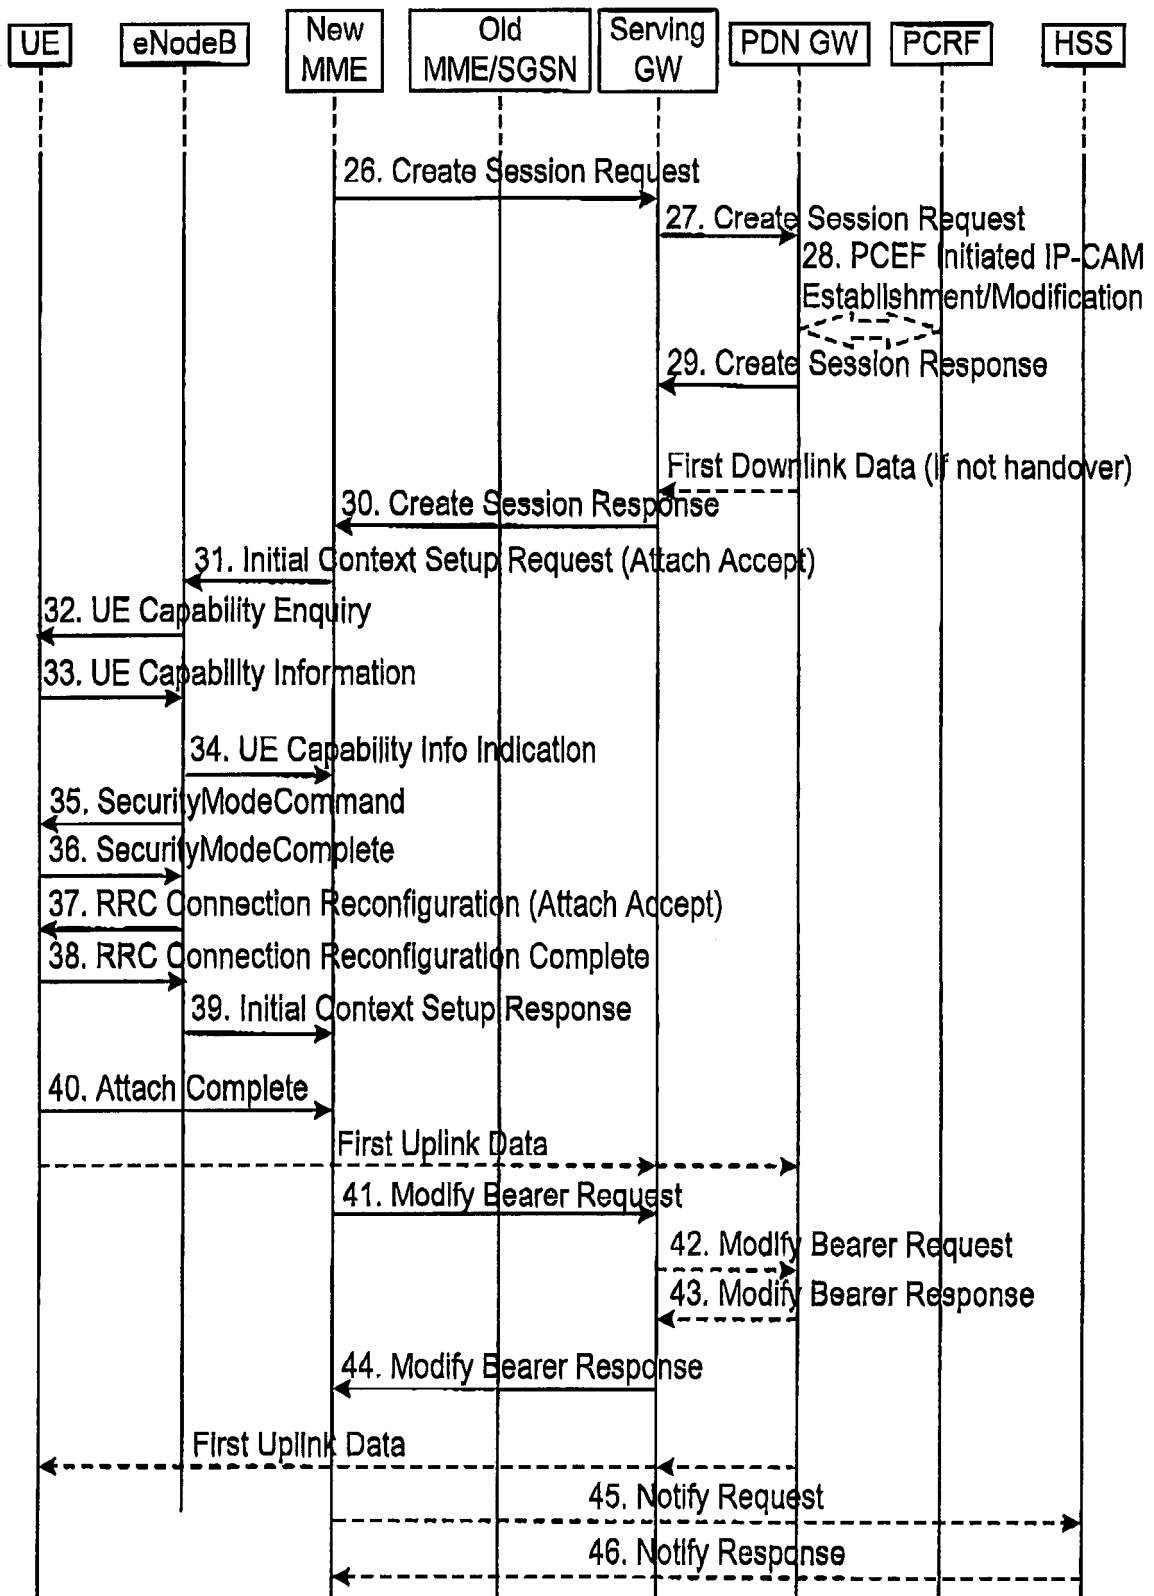 UE
eNodeB
New
MME
Old
MME/SGSN
Serving
GW
PDN GW
PCRF
HSS
26. Create Session Request
27. Create Session Request
28. PCEF Initiated IP-CAM
Establishment/Modification
29. Create Session Response
First Downlink Data (If not handover)
30. Create Session Response
31. Initial Context Setup Request (Attach Accept)
32. UE Capability Enquiry
33. UE Capability Information
34. UE Capability Info Indication
35. SecurityModeCommand
36. SecurityModeComplete
37. RRC Connection Reconfiguration (Attach Accept)
38. RRC Connection Reconfiguration Complete
39. Initial Context Setup Response
40. Attach Complete
First Uplink Data
41. Modify Bearer Request
42. Modify Bearer Request
43. Modify Bearer Response
44. Modify Bearer Response
First Uplink Data
45. Notify Request
46. Notify Response